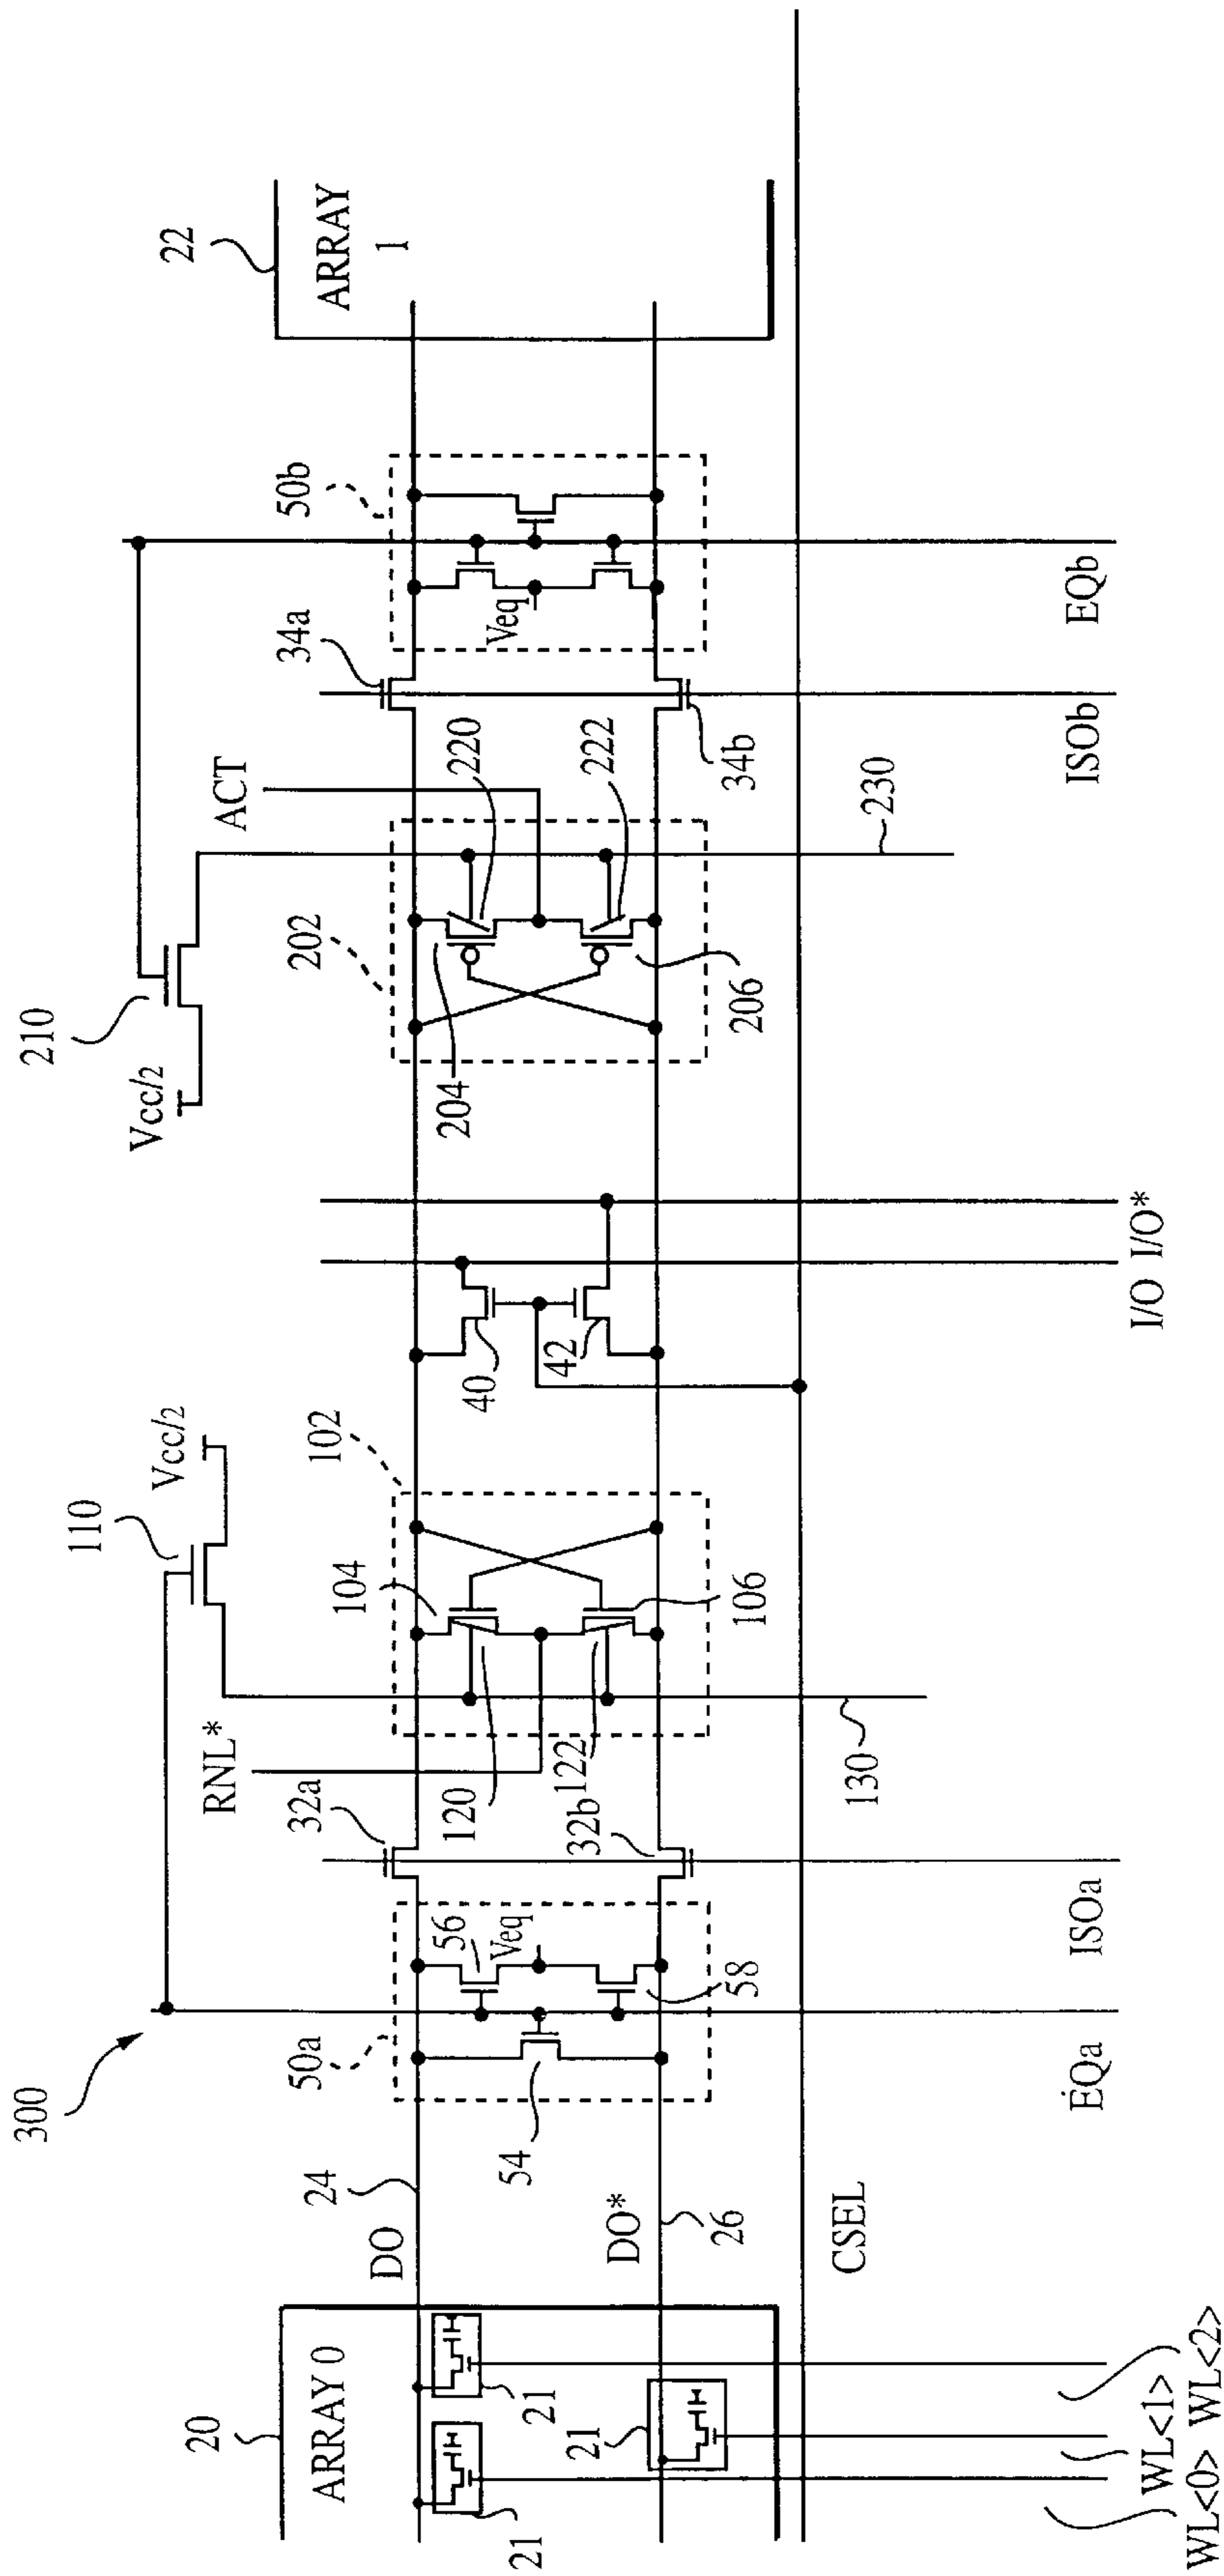 300
210
Vcc/2
110
Vcc/2
22
ARRAY
1
20
ARRAY 0
50a
32a
RNL*
104
102
202
ACT
34a
50b
24
DO
56
Veq
204
220
Veq
21
21
54
120
122
32b
106
40
42
206
222
34b
58
21
DO*
26
CSEL
130
230
WL<0>
WL<1>
WL<2>
EQa
ISOa
I/O
I/O*
ISOb
EQb